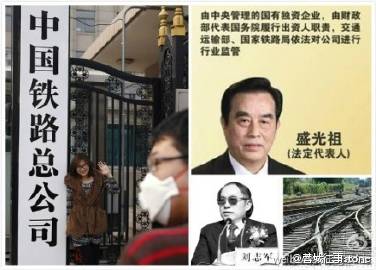 中国铁路总公司
由中央管理的国有独资企业，由财政
部代表国务院履行出资人职责，交通
运输部、国家铁路局依法对公司进行
行业监管
盛光祖
(法定代表人)
刘志军